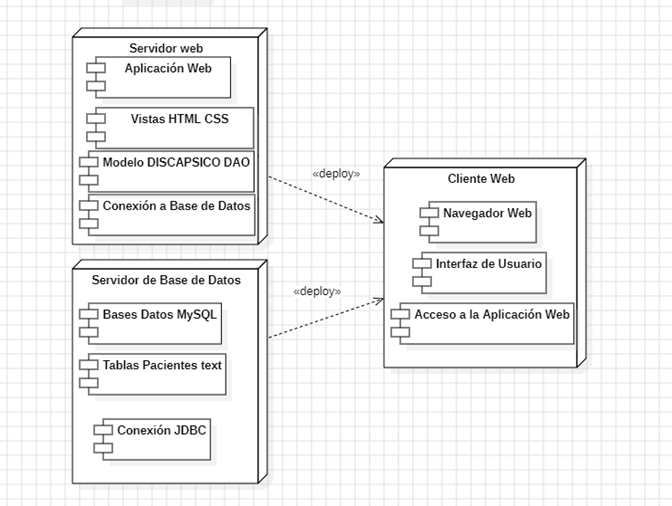 Servidor web
Aplicación Web
Vistas HTML CSS
Modelo DISCAPSICO DAO
Conexión a Base de Datos
«deploy»
Cliente Web
Navegador Web
Interfaz de Usuario
Acceso a la Aplicación Web
Servidor de Base de Datos
Bases Datos MySQL
Tablas Pacientes text
Conexión JDBC
«deploy»